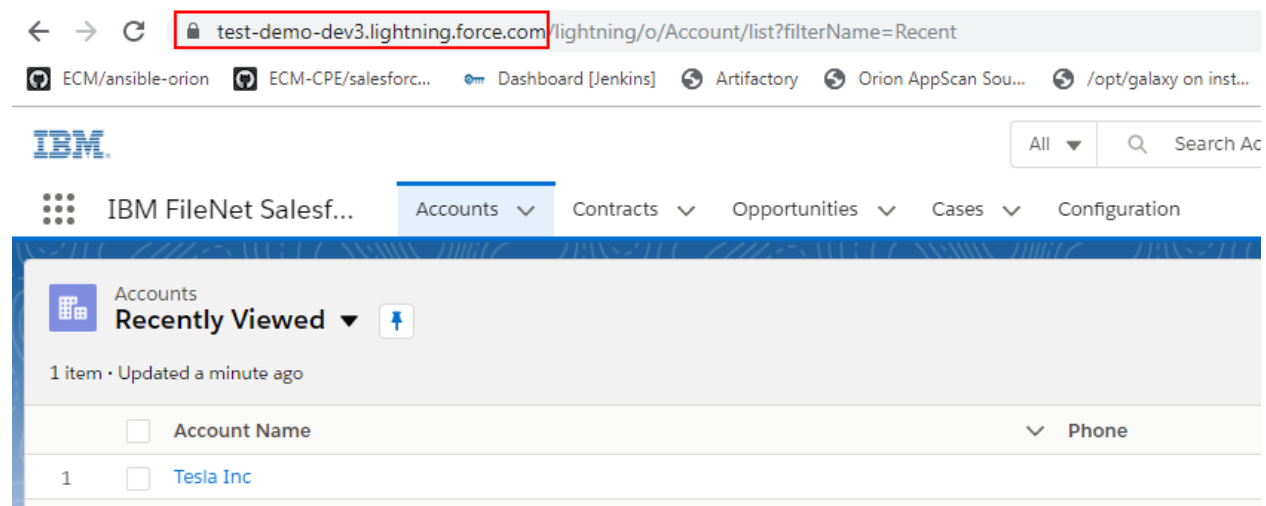 test-demo-dev3.lightning.force.com/lightning/o/Account/list?filterName=Recent
ECM/ansible-orion ECM-CPE/salesforc... Dashboard [Jenkins] Artifactory Orion AppScan Sou... /opt/galaxy on inst...
IBM. All Search Ac
IBM FileNet Salesf... Accounts Contracts Opportunities Cases Configuration
Accounts
Recently Viewed
1 item • Updated a minute ago
Account Name Phone
1 Tesla Inc